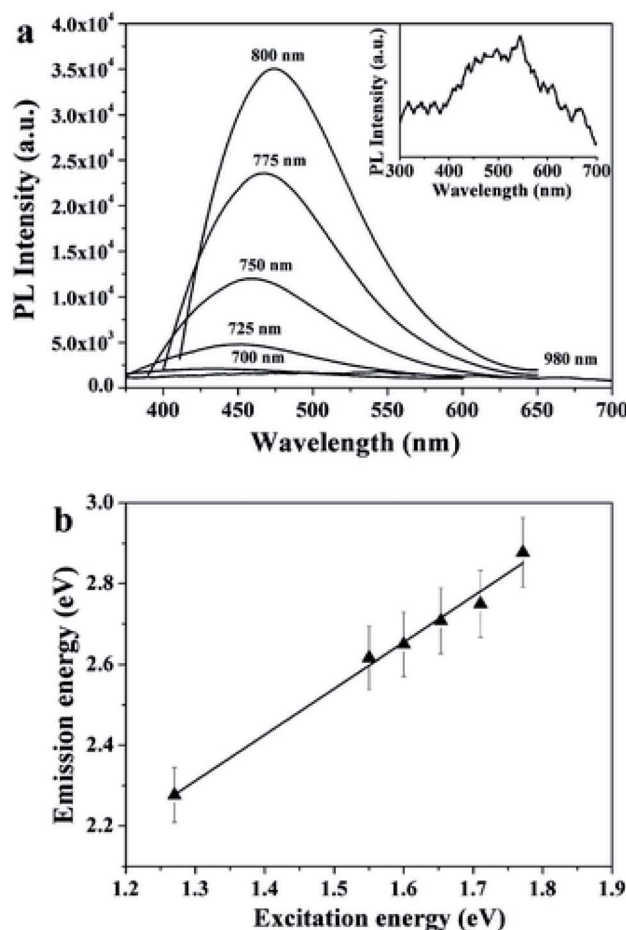 a
PL Intensity (a.u.)
4.0x10⁴
3.5x10⁴
3.0x10⁴
2.5x10⁴
2.0x10⁴
1.5x10⁴
1.0x10⁴
5.0x10³
0.0
800 nm
775 nm
750 nm
725 nm
700 nm
980 nm
400 450 500 550 600 650 700
Wavelength (nm)
PL Intensity (a.u.)
300 400 500 600 700
Wavelength (nm)
b
Emission energy (eV)
3.0
2.8
2.6
2.4
2.2
1.2 1.3 1.4 1.5 1.6 1.7 1.8 1.9
Excitation energy (eV)